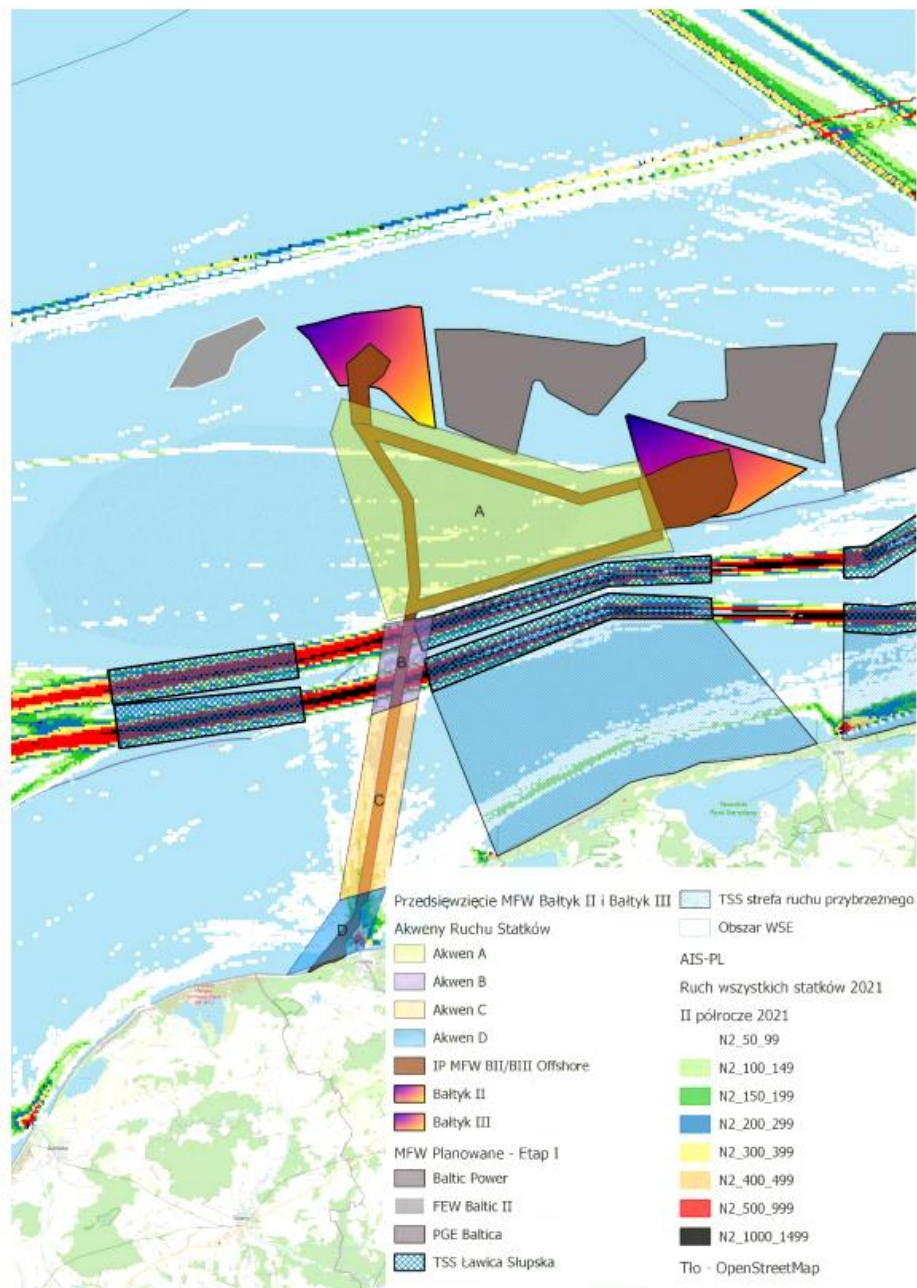 A
B
C
D
Przedsięwzięcie MFW Bałtyk II i Bałtyk III
Akweny Ruchu Statków
Akwen A
Akwen B
Akwen C
Akwen D
IP MFW BII/BIII Offshore
Bałtyk II
Bałtyk III
MFW Planowane - Etap I
Baltic Power
FEW Baltic II
PGE Baltica
TSS Ławica Słupska
TSS strefa ruchu przybrzeżnego
Obszar WSE
AIS-PL
Ruch wszystkich statków 2021
II półrocze 2021
N2_50_99
N2_100_149
N2_150_199
N2_200_299
N2_300_399
N2_400_499
N2_500_999
N2_1000_1499
Tło - OpenStreetMap